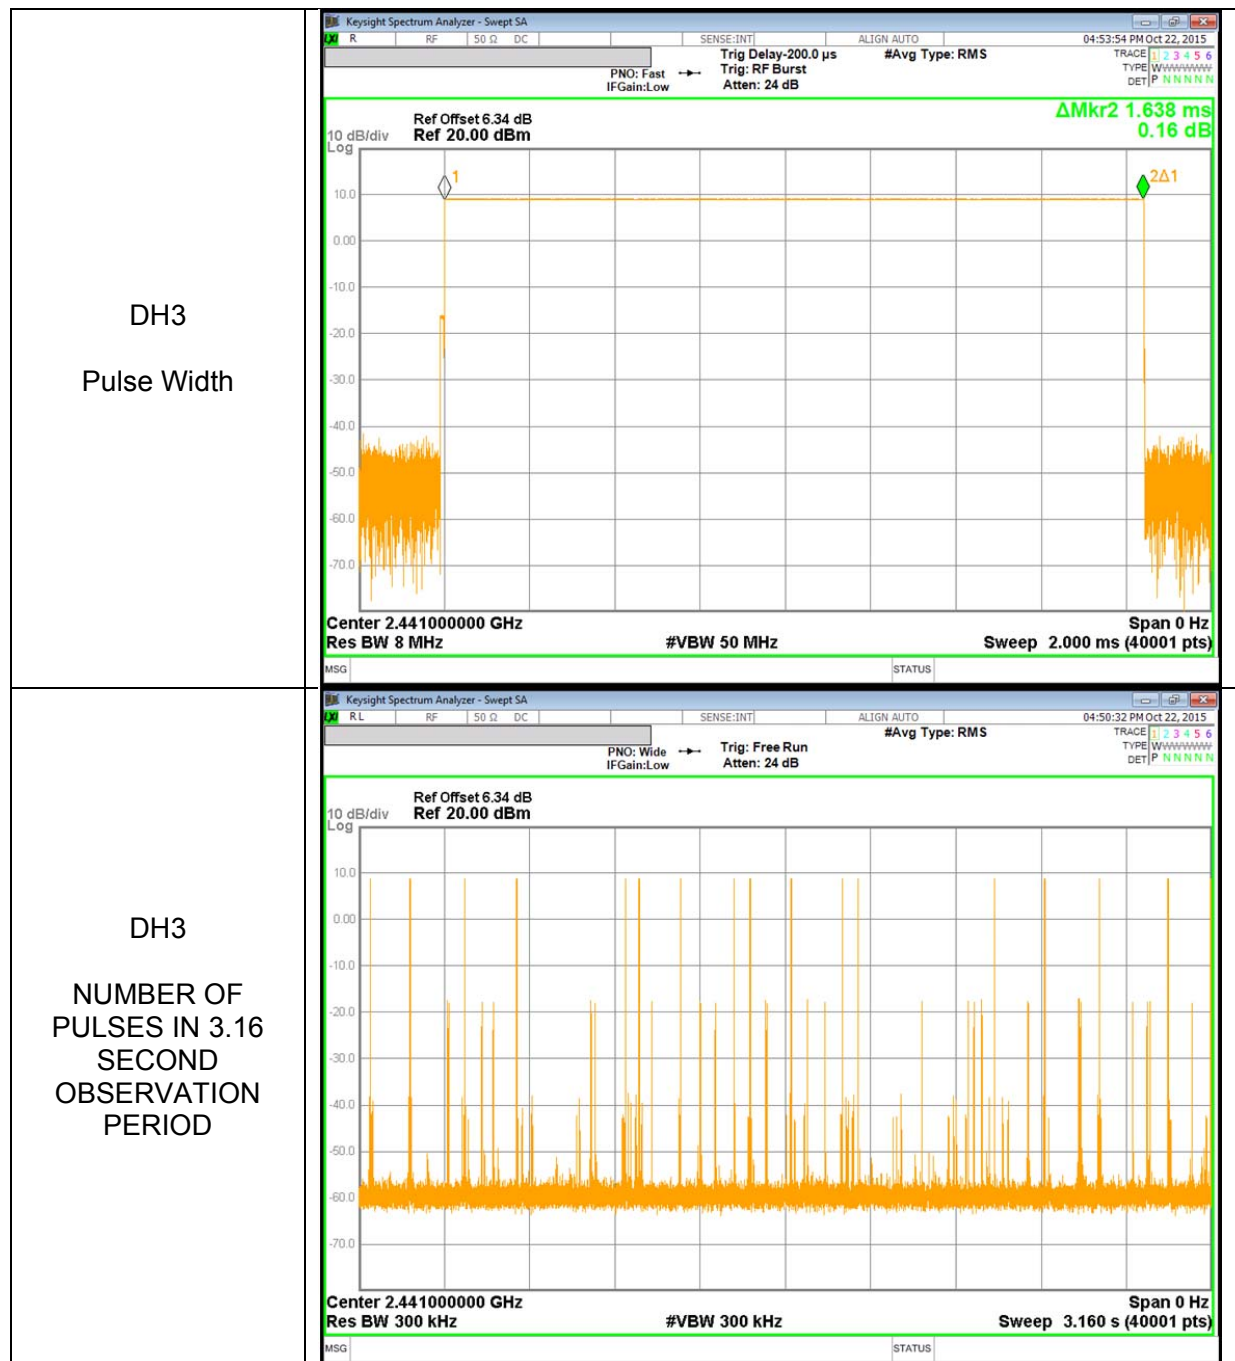 DH3
Pulse Width
Keysight Spectrum Analyzer - Swept SA
LXI R RF 50 Ω DC SENSE:INT ALIGN AUTO 04:53:54 PM Oct 22, 2015
PNO: Fast
IFGain:Low
Trig Delay-200.0 µs
Trig: RF Burst
Atten: 24 dB
#Avg Type: RMS
TRACE 1 2 3 4 5 6
TYPE WWWWWWW
DET P N N N N N
ΔMkr2 1.638 ms
0.16 dB
Ref Offset 6.34 dB
10 dB/div Ref 20.00 dBm
Log
1
2Δ1
10.0
0.00
-10.0
-20.0
-30.0
-40.0
-50.0
-60.0
-70.0
Center 2.441000000 GHz Span 0 Hz
Res BW 8 MHz #VBW 50 MHz Sweep 2.000 ms (40001 pts)
MSG STATUS
DH3
NUMBER OF
PULSES IN 3.16
SECOND
OBSERVATION
PERIOD
Keysight Spectrum Analyzer - Swept SA
LXI RL RF 50 Ω DC SENSE:INT ALIGN AUTO 04:50:32 PM Oct 22, 2015
PNO: Wide
IFGain:Low
Trig: Free Run
Atten: 24 dB
#Avg Type: RMS
TRACE 1 2 3 4 5 6
TYPE WWWWWWW
DET P N N N N N
Ref Offset 6.34 dB
10 dB/div Ref 20.00 dBm
Log
10.0
0.00
-10.0
-20.0
-30.0
-40.0
-50.0
-60.0
-70.0
Center 2.441000000 GHz Span 0 Hz
Res BW 300 kHz #VBW 300 kHz Sweep 3.160 s (40001 pts)
MSG STATUS